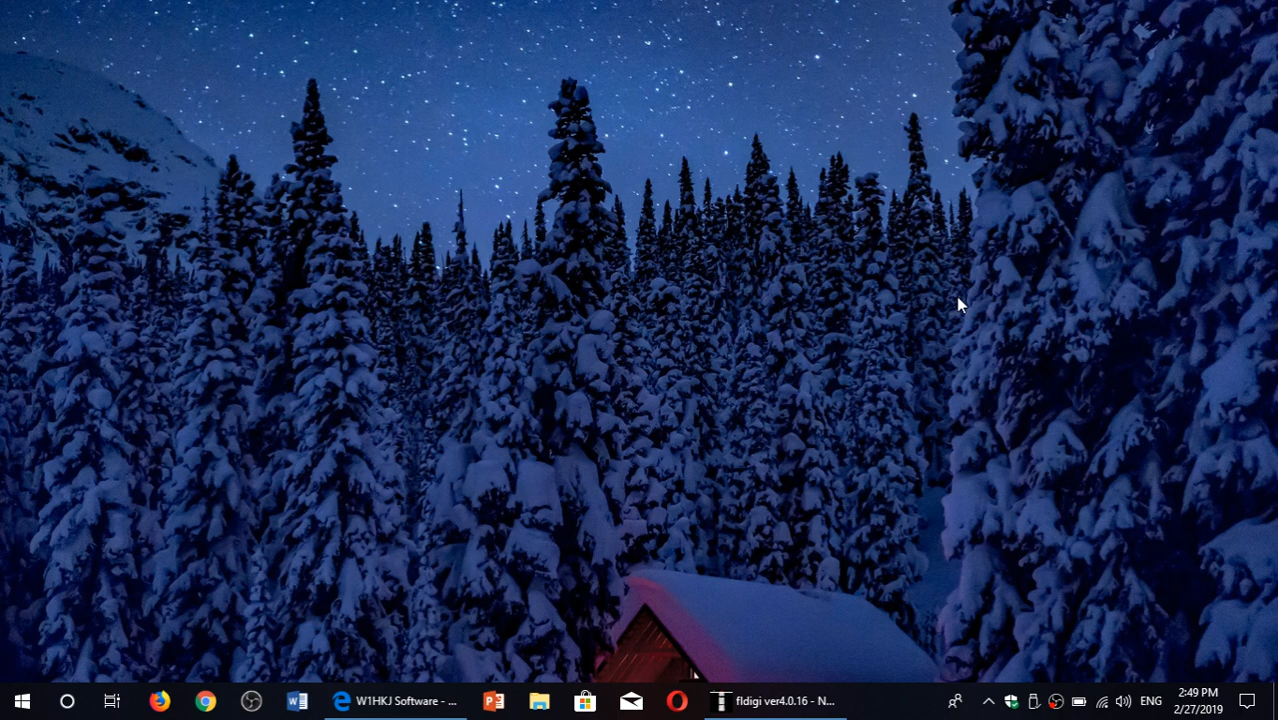 W1HKJ Software - ...
fldigi ver4.0.16 - N...
ENG
2:49 PM
2/27/2019